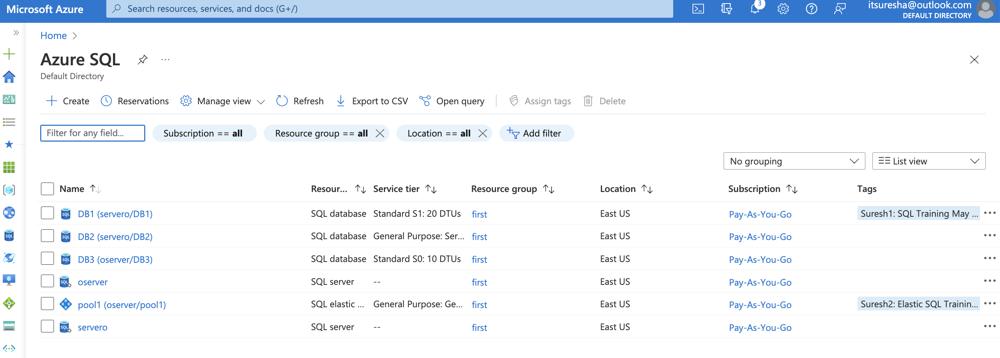 Microsoft Azure
Search resources, services, and docs (G+/)
3
itsuresha@outlook.com
DEFAULT DIRECTORY
Home
Azure SQL
Default Directory
Create Reservations Manage view Refresh Export to CSV Open query Assign tags Delete
Filter for any field... Subscription == all Resource group == all Location == all Add filter
No grouping List view
Name Resour... Service tier Resource group Location Subscription Tags
SQL DB1 (servero/DB1) SQL database Standard S1: 20 DTUs first East US Pay-As-You-Go Suresh1: SQL Training May ...
SQL DB2 (servero/DB2) SQL database General Purpose: Ser... first East US Pay-As-You-Go
SQL DB3 (oserver/DB3) SQL database Standard S0: 10 DTUs first East US Pay-As-You-Go
SQL oserver SQL server -- first East US Pay-As-You-Go
pool1 (oserver/pool1) SQL elastic ... General Purpose: Ge... first East US Pay-As-You-Go Suresh2: Elastic SQL Trainin...
SQL servero SQL server -- first East US Pay-As-You-Go
SQL